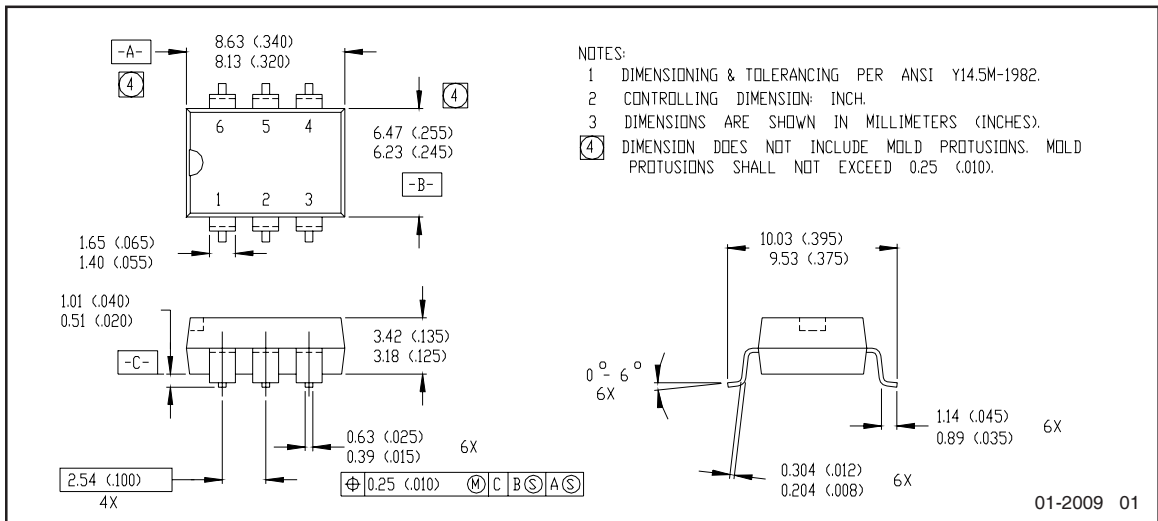 -A-
8.63 (.340)
8.13 (.320)
4
4
6 5 4
1 2 3
6.47 (.255)
6.23 (.245)
-B-
1.65 (.065)
1.40 (.055)
NOTES:
1 DIMENSIONING & TOLERANCING PER ANSI Y14.5M-1982.
2 CONTROLLING DIMENSION: INCH.
3 DIMENSIONS ARE SHOWN IN MILLIMETERS (INCHES).
4 DIMENSION DOES NOT INCLUDE MOLD PROTUSIONS. MOLD
PROTUSIONS SHALL NOT EXCEED 0.25 (.010).
1.01 (.040)
0.51 (.020)
-C-
3.42 (.135)
3.18 (.125)
0.63 (.025)
0.39 (.015)
6X
2.54 (.100)
4X
⌖ 0.25 (.010) Ⓜ C B Ⓢ A Ⓢ
10.03 (.395)
9.53 (.375)
0° - 6°
6X
1.14 (.045)
0.89 (.035)
6X
0.304 (.012)
0.204 (.008)
6X
01-2009 01